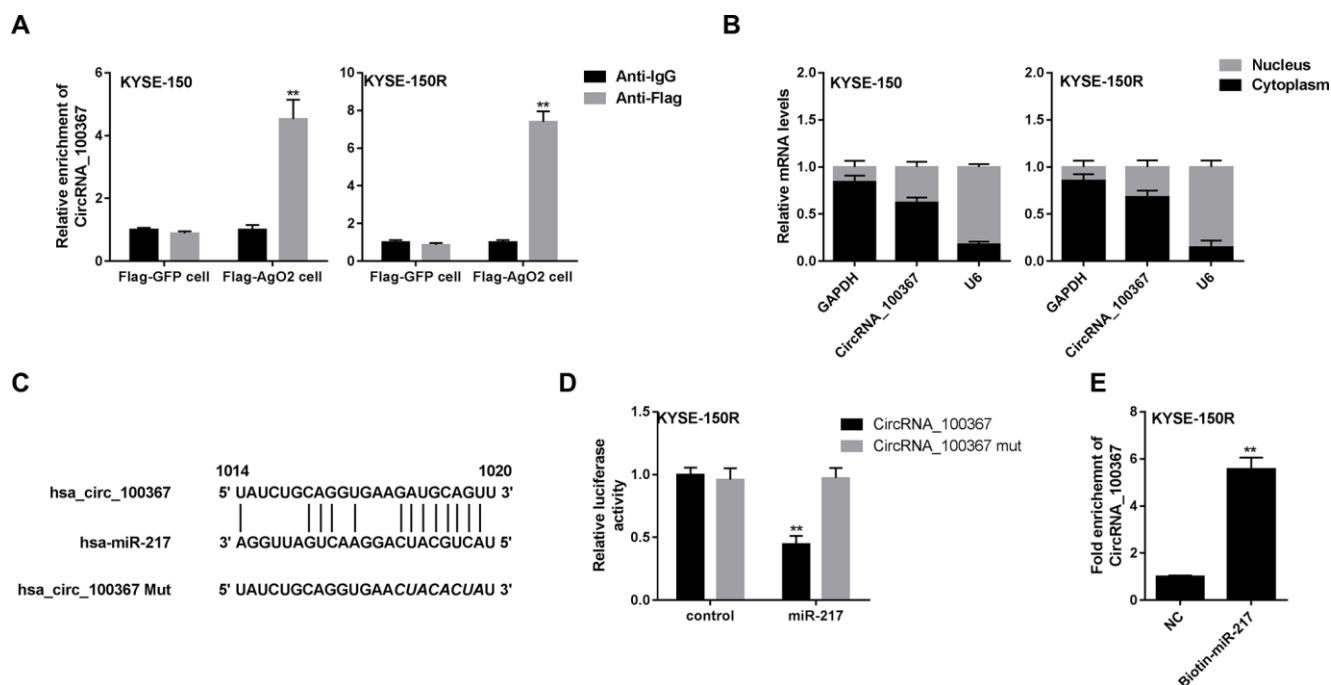 A
Relative enrichment of
CircRNA_100367
KYSE-150
6
4
2
0
Flag-GFP cell Flag-AgO2 cell
**
KYSE-150R
10
8
6
4
2
0
Flag-GFP cell Flag-AgO2 cell
**
Anti-IgG
Anti-Flag
B
Relative mRNA levels
KYSE-150
2.0
1.5
1.0
0.5
0.0
GAPDH
CircRNA_100367
U6
KYSE-150R
2.0
1.5
1.0
0.5
0.0
GAPDH
CircRNA_100367
U6
Nucleus
Cytoplasm
C
1014 1020
hsa_circ_100367 5' UAUCUGCAGGUGAAGAUGCAGUU 3'
hsa-miR-217 3' AGGUUAGUCAAGGACUACGUCAU 5'
hsa_circ_100367 Mut 5' UAUCUGCAGGUGAACUACACUAU 3'
D
Relative luciferase
activity
KYSE-150R
1.5
1.0
0.5
0.0
control miR-217
**
CircRNA_100367
CircRNA_100367 mut
E
Fold enrichemnt of
CircRNA_100367
KYSE-150R
8
6
4
2
0
**
NC
Biotin-miR-217